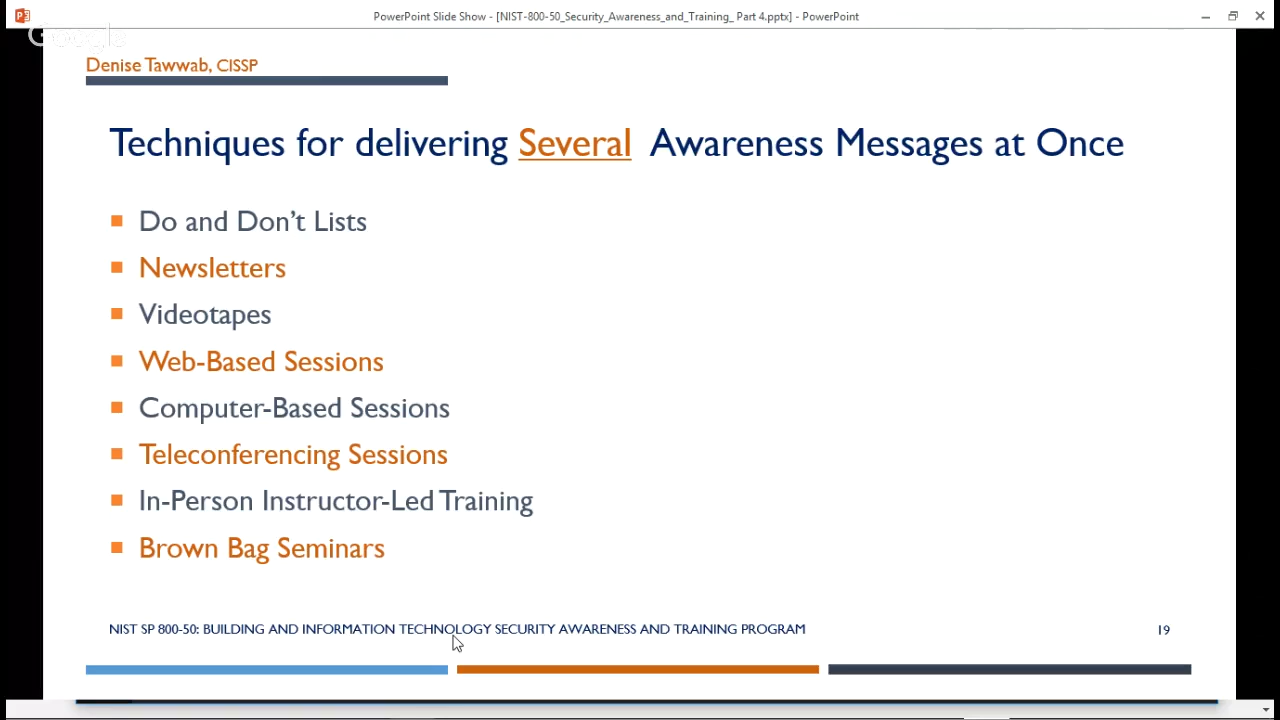 PowerPoint Slide Show - [NIST-800-50_Security_Awareness_and_Training_ Part 4.pptx] - PowerPoint
Google
Denise Tawwab, CISSP
Techniques for delivering Several Awareness Messages at Once
Do and Don’t Lists
Newsletters
Videotapes
Web-Based Sessions
Computer-Based Sessions
Teleconferencing Sessions
In-Person Instructor-Led Training
Brown Bag Seminars
NIST SP 800-50: BUILDING AND INFORMATION TECHNOLOGY SECURITY AWARENESS AND TRAINING PROGRAM
19